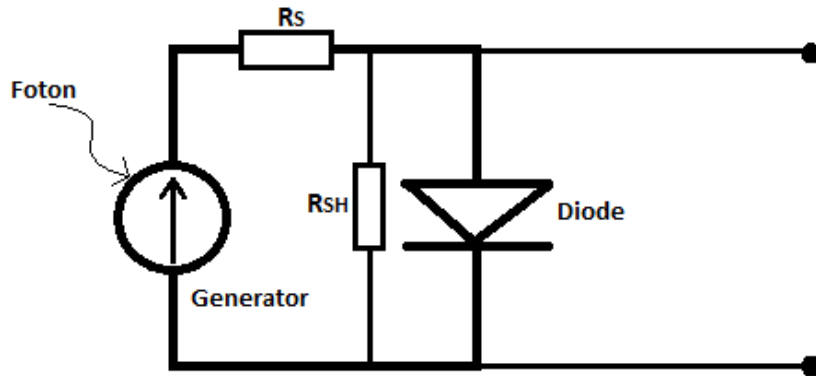 RS
Foton
RSH
Diode
Generator